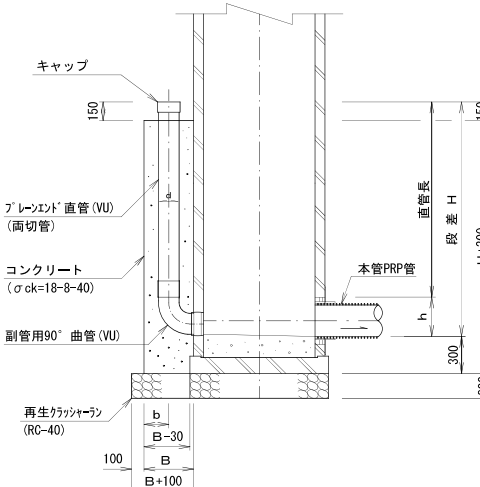 キャップ
150
150
プレーンエンド直管(VU)
(両切管)
d
直管長
段差 H
コンクリート
(σck=18-8-40)
本管PRP管
h
副管用90°曲管(VU)
300
再生クラッシャーラン
(RC-40)
b
B-30
100
B
B+100